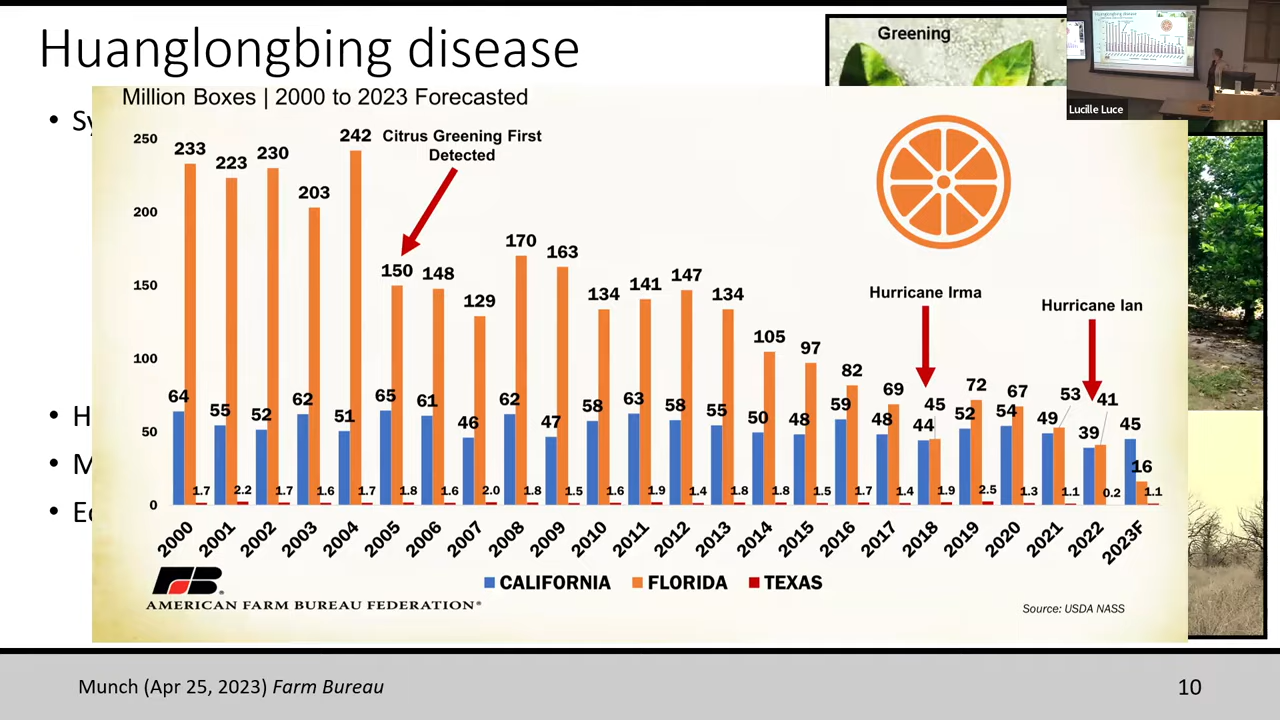 Huanglongbing disease
Greening
Lucille Luce
Million Boxes | 2000 to 2023 Forecasted
• Sy
• H
• M
• Ec
Citrus Greening First
Detected
Hurricane Irma
Hurricane Ian
250
200
150
100
50
0
64 233 1.7
55 223 2.2
52 230 1.7
62 203 1.6
51 242 1.7
65 150 1.8
61 148 1.6
46 129 2.0
62 170 1.8
47 163 1.5
58 134 1.6
63 141 1.9
58 147 1.4
55 134 1.8
50 105 1.8
48 97 1.5
59 82 1.7
48 69 1.4
44 45 1.9
52 72 2.5
54 67 1.3
49 53 1.1
39 41 0.2
45 16 1.1
2000 2001 2002 2003 2004 2005 2006 2007 2008 2009 2010 2011 2012 2013 2014 2015 2016 2017 2018 2019 2020 2021 2022 2023F
CALIFORNIA FLORIDA TEXAS
FB
AMERICAN FARM BUREAU FEDERATION®
Source: USDA NASS
Munch (Apr 25, 2023) Farm Bureau
10